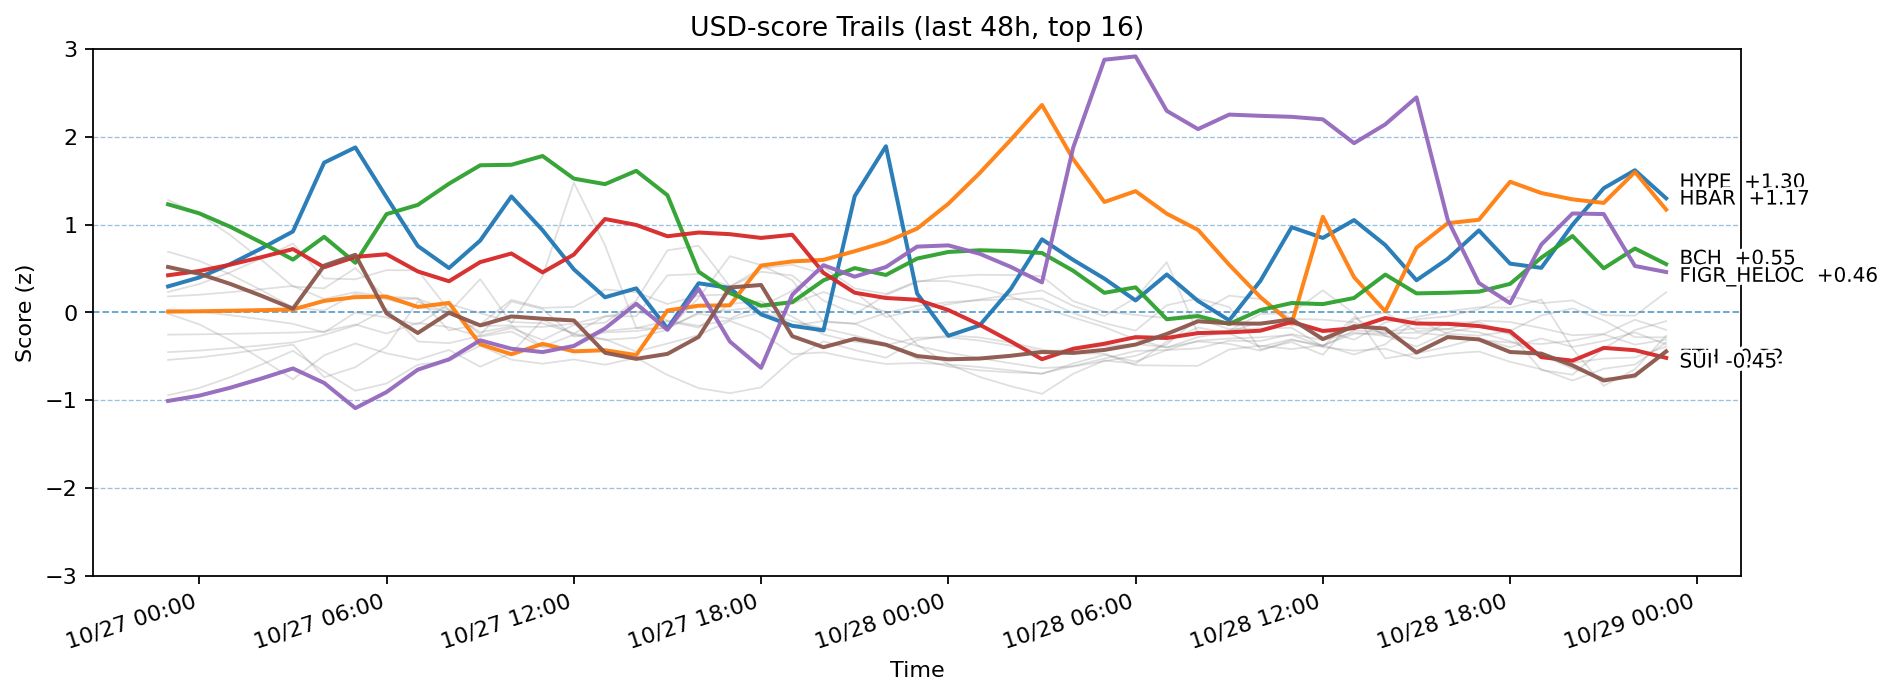 USD-score Trails (last 48h, top 16)
Score (z)
3
2
1
0
−1
−2
−3
HYPE +1.30
HBAR +1.17
BCH +0.55
FIGR_HELOC +0.46
SUI -0.45
10/27 00:00
10/27 06:00
10/27 12:00
10/27 18:00
10/28 00:00
10/28 06:00
10/28 12:00
10/28 18:00
10/29 00:00
Time